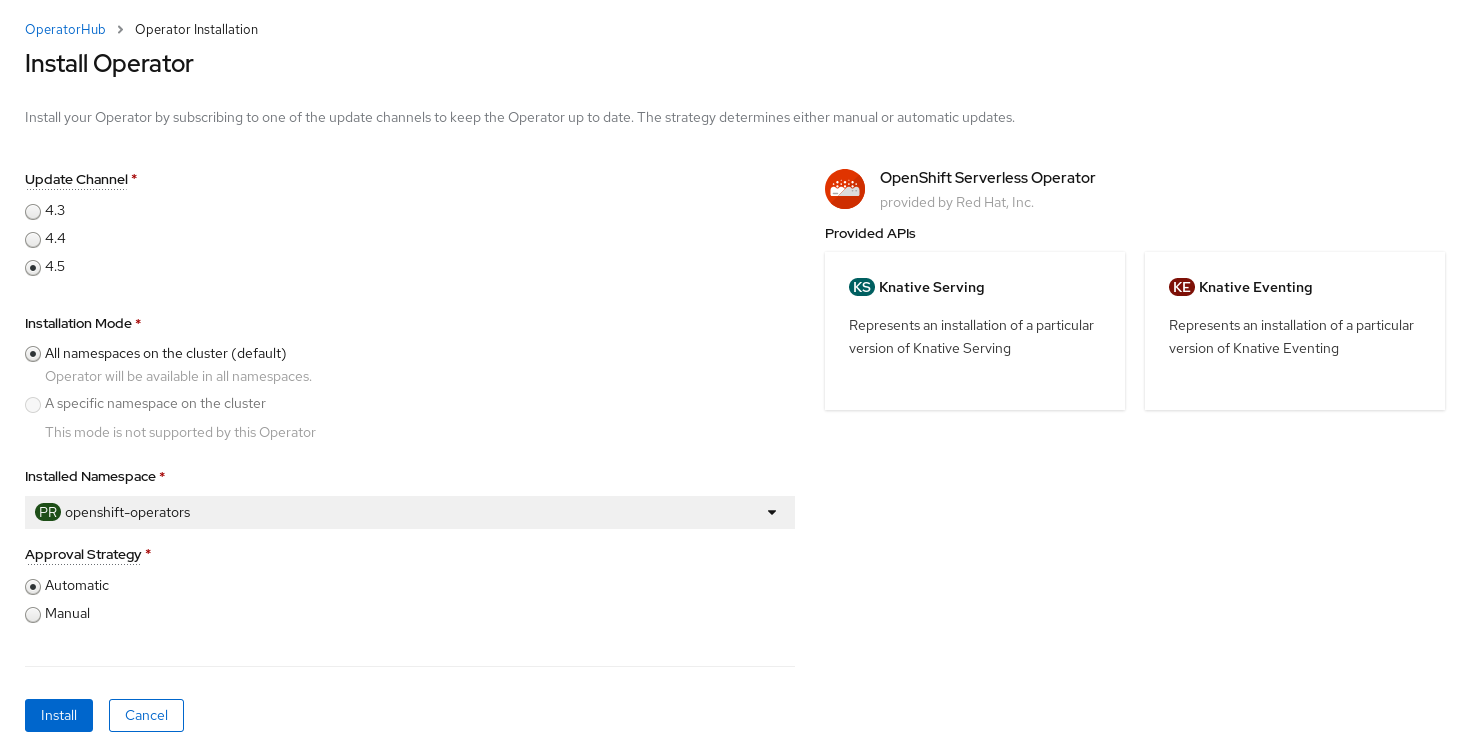 OperatorHub > Operator Installation
Install Operator
Install your Operator by subscribing to one of the update channels to keep the Operator up to date. The strategy determines either manual or automatic updates.
Update Channel *
4.3
4.4
4.5
Installation Mode *
All namespaces on the cluster (default)
Operator will be available in all namespaces.
A specific namespace on the cluster
This mode is not supported by this Operator
Installed Namespace *
PR openshift-operators
Approval Strategy *
Automatic
Manual
Install Cancel
OpenShift Serverless Operator
provided by Red Hat, Inc.
Provided APIs
KS Knative Serving
Represents an installation of a particular
version of Knative Serving
KE Knative Eventing
Represents an installation of a particular
version of Knative Eventing